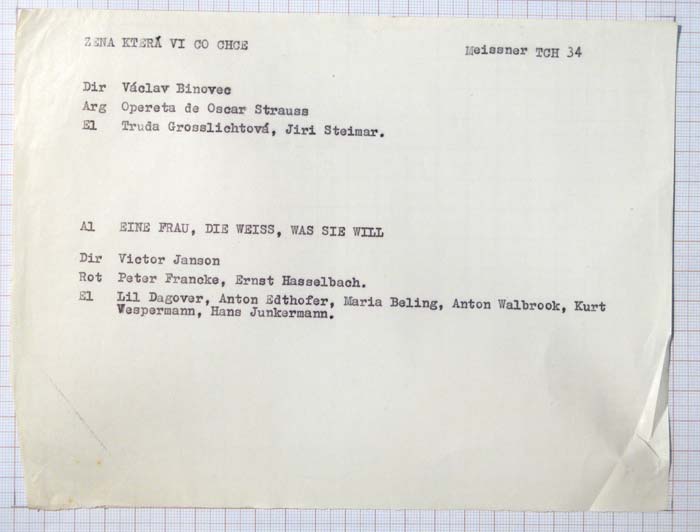 ZENA KTERÁ VI CO CHCE
Meissner TCH 34
Dir Václav Binovec
Arg Opereta de Oscar Strauss
El Truda Grosslichtová, Jiri Steimar.
Al EINE FRAU, DIE WEISS, WAS SIE WILL
Dir Victor Janson
Rot Peter Francke, Ernst Hasselbach.
El Lil Dagover, Anton Edthofer, Maria Beling, Anton Walbrook, Kurt
Vespermann, Hans Junkermann.